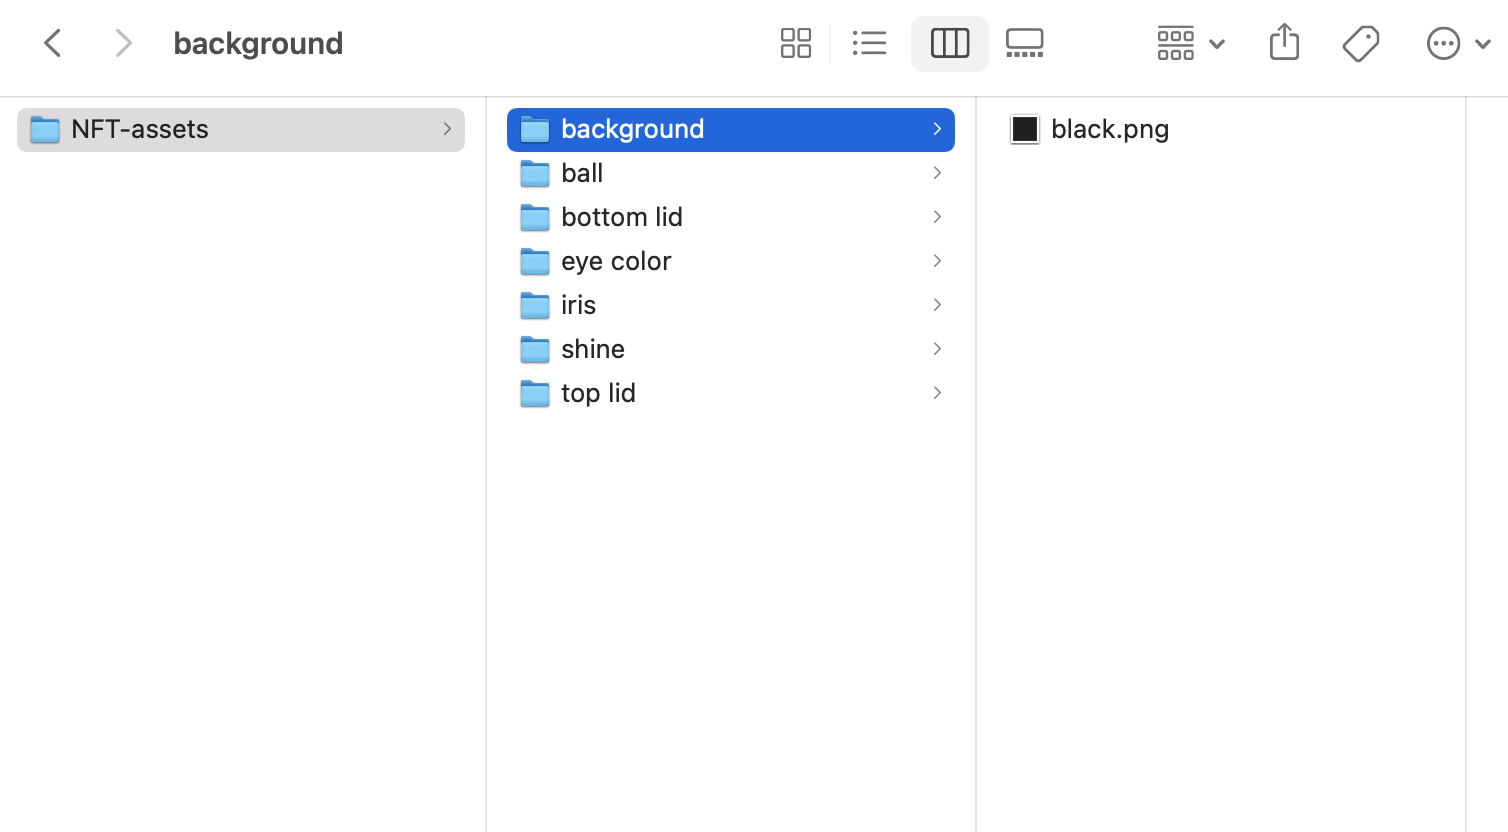 background
NFT-assets
background
ball
bottom lid
eye color
iris
shine
top lid
black.png